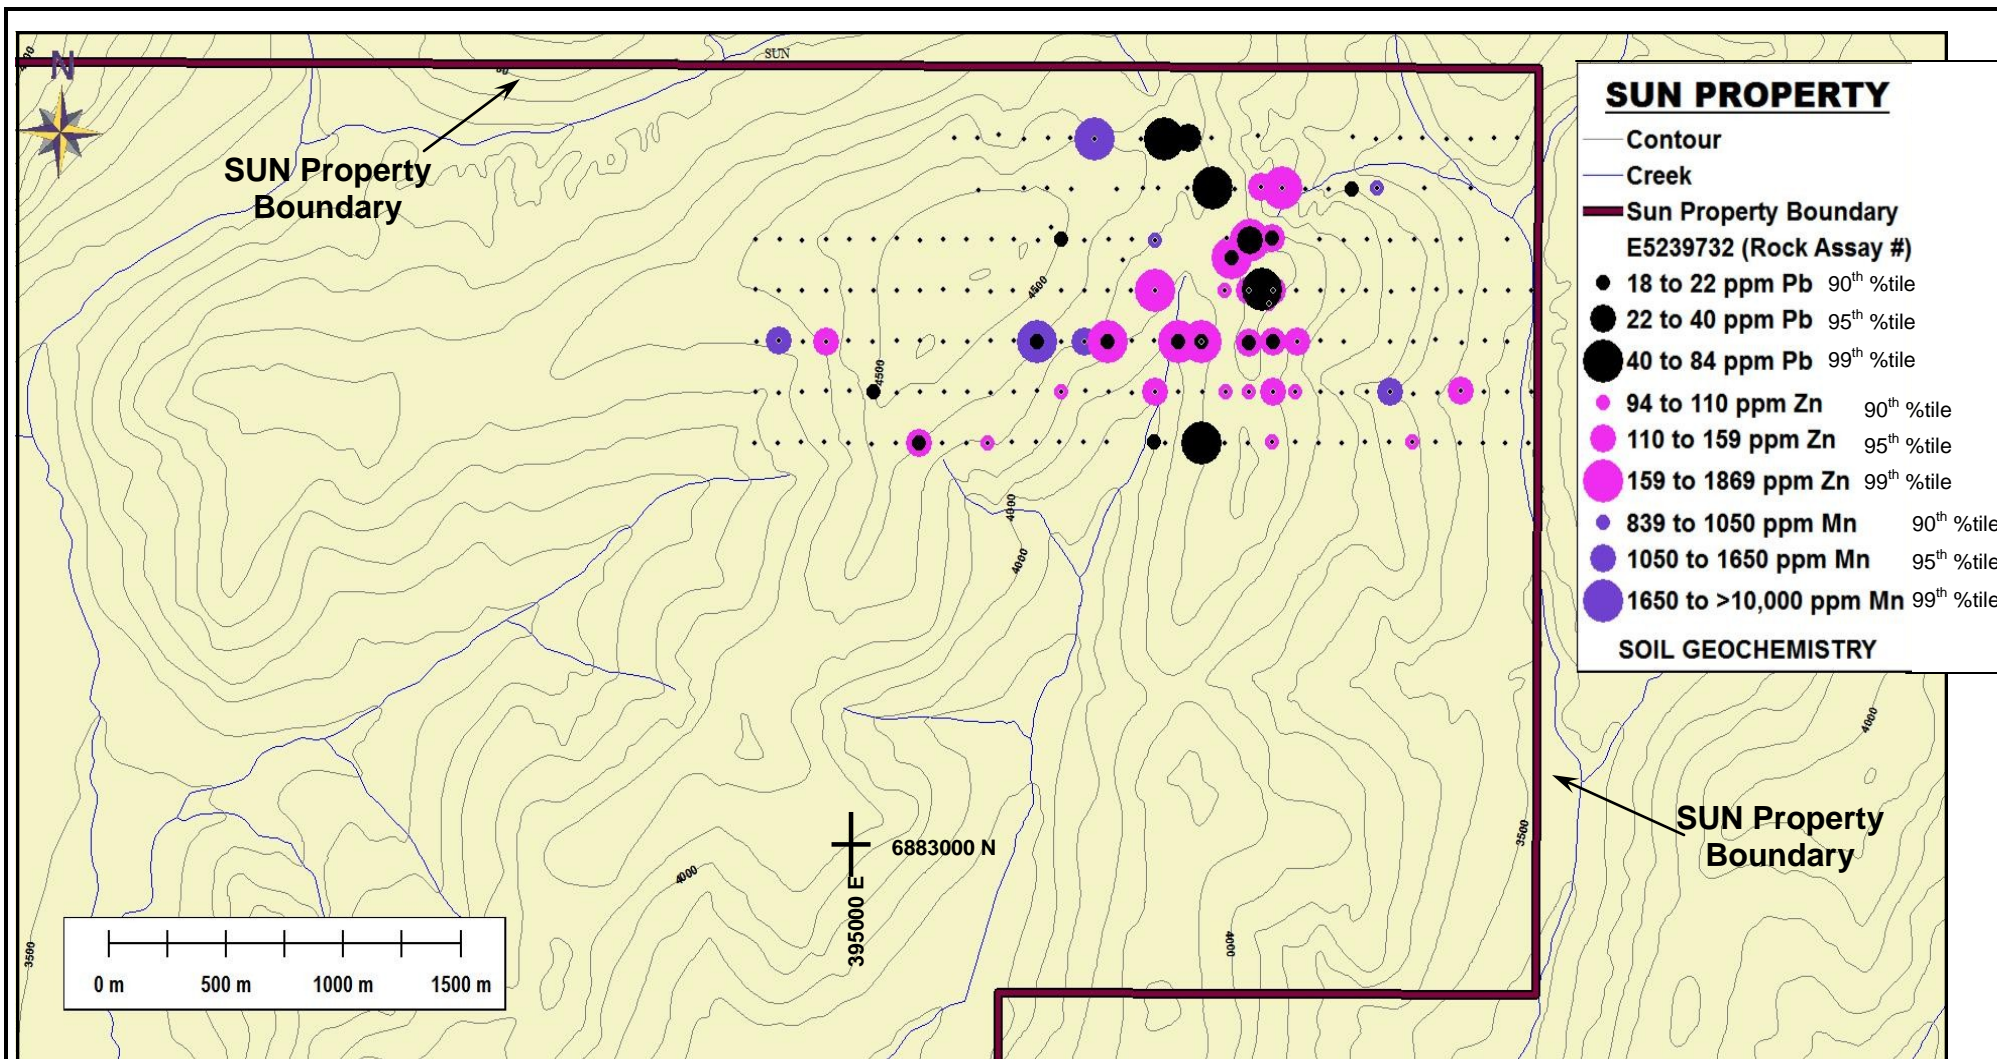 SUN
N
SUN Property
Boundary
SUN PROPERTY
Contour
Creek
Sun Property Boundary
E5239732 (Rock Assay #)
18 to 22 ppm Pb 90th %tile
22 to 40 ppm Pb 95th %tile
40 to 84 ppm Pb 99th %tile
94 to 110 ppm Zn 90th %tile
110 to 159 ppm Zn 95th %tile
159 to 1869 ppm Zn 99th %tile
839 to 1050 ppm Mn 90th %tile
1050 to 1650 ppm Mn 95th %tile
1650 to >10,000 ppm Mn 99th %tile
SOIL GEOCHEMISTRY
4500
4500
4000
4000
4000
SUN Property
Boundary
3500
6883000 N
395000 E
4000
4000
3500
0 m 500 m 1000 m 1500 m